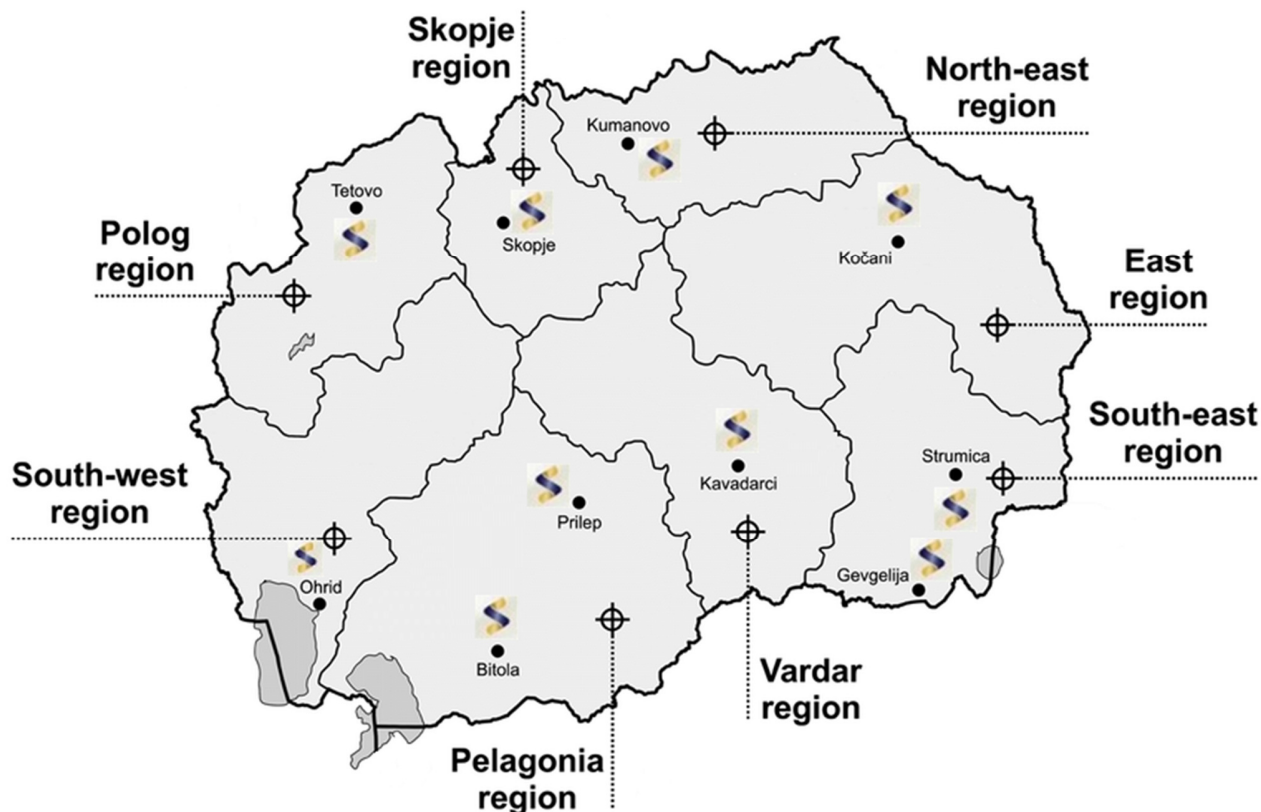 Skopje
region
North-east
region
Kumanovo
Tetovo
Skopje
Polog
region
Kočani
East
region
South-east
region
Kavadarci
Strumica
South-west
region
Prilep
Gevgelija
Ohrid
Bitola
Vardar
region
Pelagonia
region